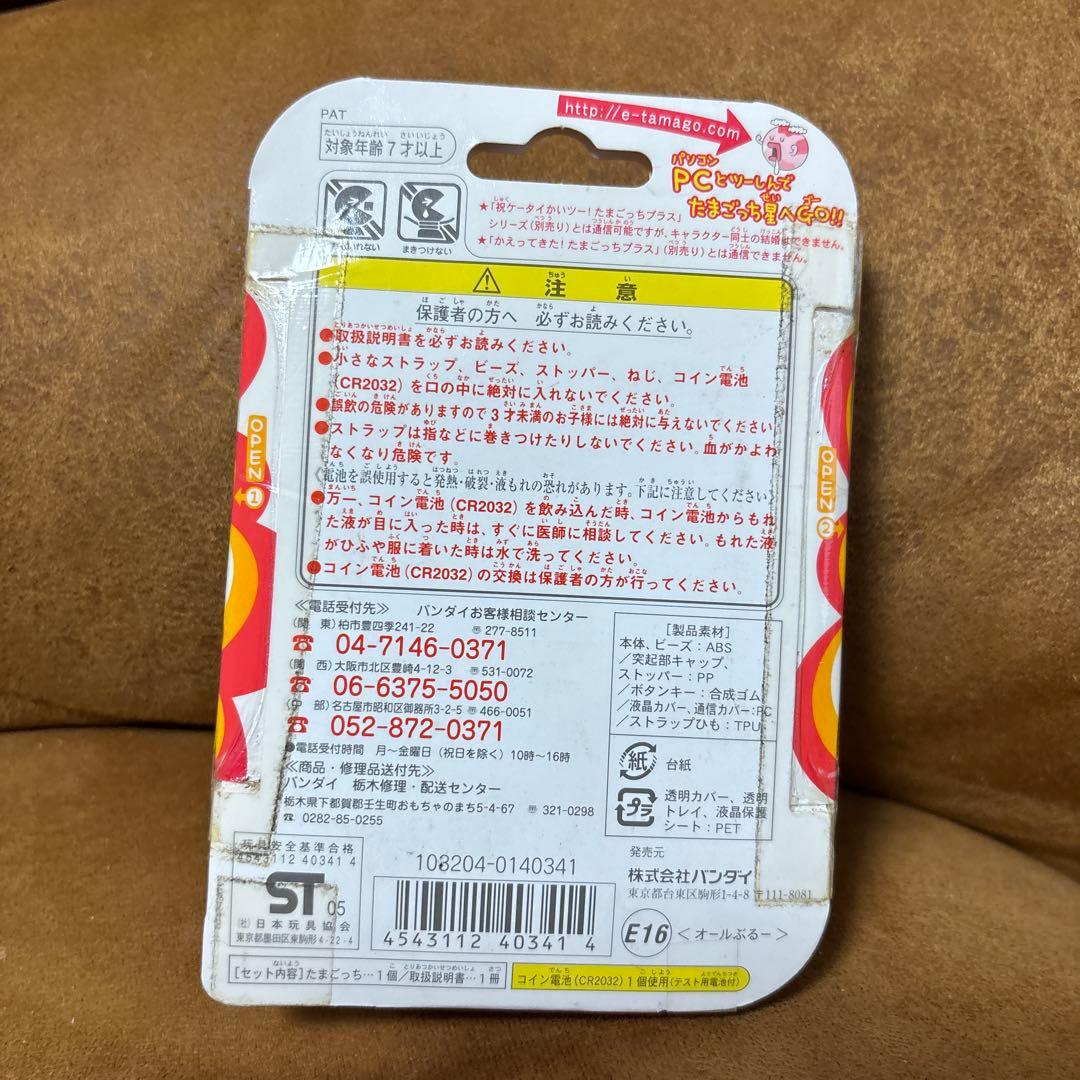 PAT
対象年齢7才以上
http://e-tamago.com
PCとツーしんで
たまごっち星へGO!!
まきつけない
★「祝ケータイかいツー!たまごっちプラス」
シリーズ(別売り)とは通信可能ですが、キャラクター同士の結婚はできません。
★「かえってきた!たまごっちプラス」(別売り)とは通信できません。
注意
保護者の方へ 必ずお読みください。
●取扱説明書を必ずお読みください。
●小さなストラップ、ビーズ、ストッパー、ねじ、コイン電池
(CR2032)を口の中に絶対に入れないでください。
●誤飲の危険がありますので3才未満のお子様には絶対に与えないでください
●ストラップは指などに巻きつけたりしないでください。血がかよわ
なくなり危険です。
〈電池を誤使用すると発熱・破裂・液もれの恐れがあります。下記に注意してください〉
●万一、コイン電池(CR2032)を飲み込んだ時、コイン電池からもれ
た液が目に入った時は、すぐに医師に相談してください。もれた液
がひふや服に着いた時は水で洗ってください。
●コイン電池(CR2032)の交換は保護者の方が行ってください。
OPEN
1
OPEN
2
≪電話受付先≫ バンダイお客様相談センター
(関 東)柏市豊四季241-22 〠277-8511
☎ 04-7146-0371
(関 西)大阪市北区豊崎4-12-3 〠531-0072
☎ 06-6375-5050
(中 部)名古屋市昭和区御器所3-2-5 〠466-0051
☎ 052-872-0371
●電話受付時間 月～金曜日(祝日を除く)10時～16時
≪商品・修理品送付先≫
バンダイ 栃木修理・配送センター
栃木県下都賀郡壬生町おもちゃのまち5-4-67 〠 321-0298
☎ 0282-85-0255
[製品素材]
本体、ビーズ:ABS
/突起部キャップ、
ストッパー:PP
/ボタンキー:合成ゴム
/液晶カバー、通信カバー:PC
/ストラップひも:TPU
紙 台紙
プラ 透明カバー、透明
トレイ、液晶保護
シート:PET
玩具安全基準合格
4543112 40341 4
ST 05
(社)日本玩具協会
東京都墨田区東駒形4-22-4
108204-0140341
4543112 403414
発売元
株式会社バンダイ
東京都台東区駒形1-4-8 〒111-8081
E16 <オールぶるー>
[セット内容]たまごっち…1個/取扱説明書…1冊
コイン電池(CR2032)1個使用(テスト用電池付)